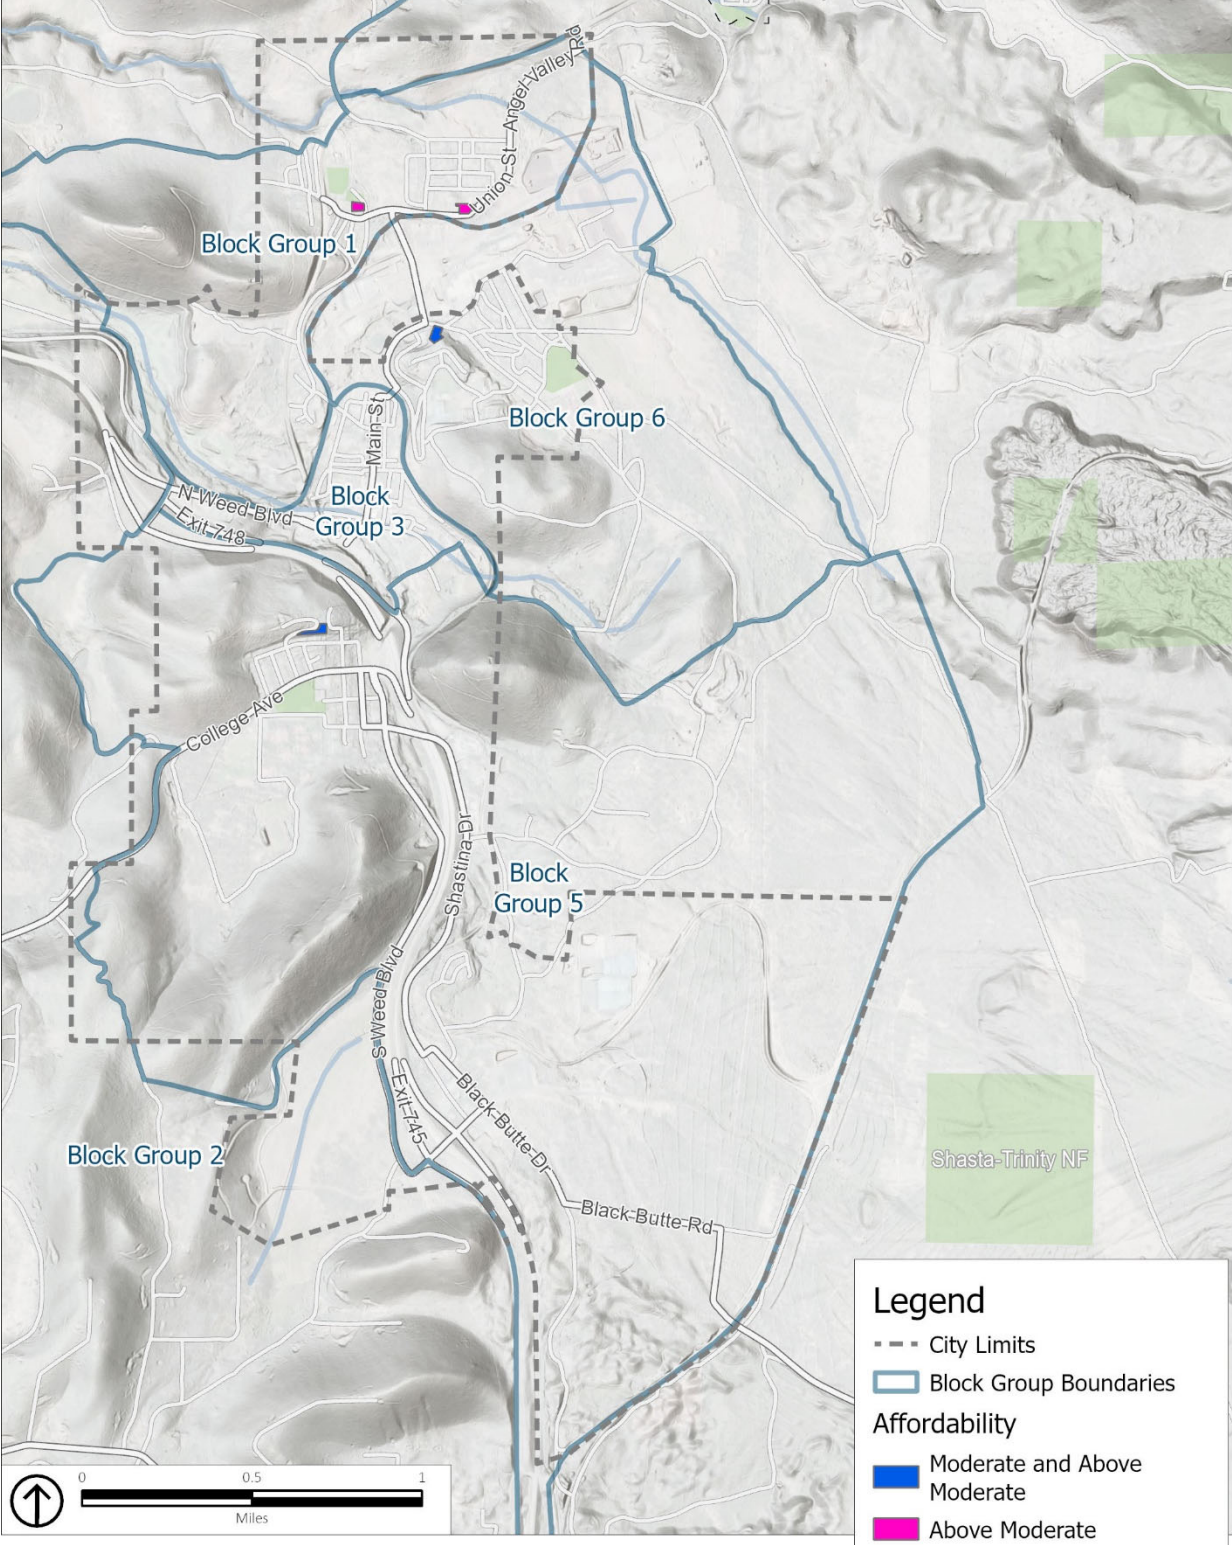 Union St
Angel Valley Rd
Block Group 1
Main St
Block Group 6
N Weed Blvd
Exit 748
Block
Group 3
College Ave
Shastina Dr
Block
Group 5
S Weed Blvd
Exit 745
Black Butte Dr
Block Group 2
Shasta-Trinity NF
Black Butte Rd
Legend
City Limits
Block Group Boundaries
Affordability
Moderate and Above
Moderate
Above Moderate
0 0.5 1
Miles